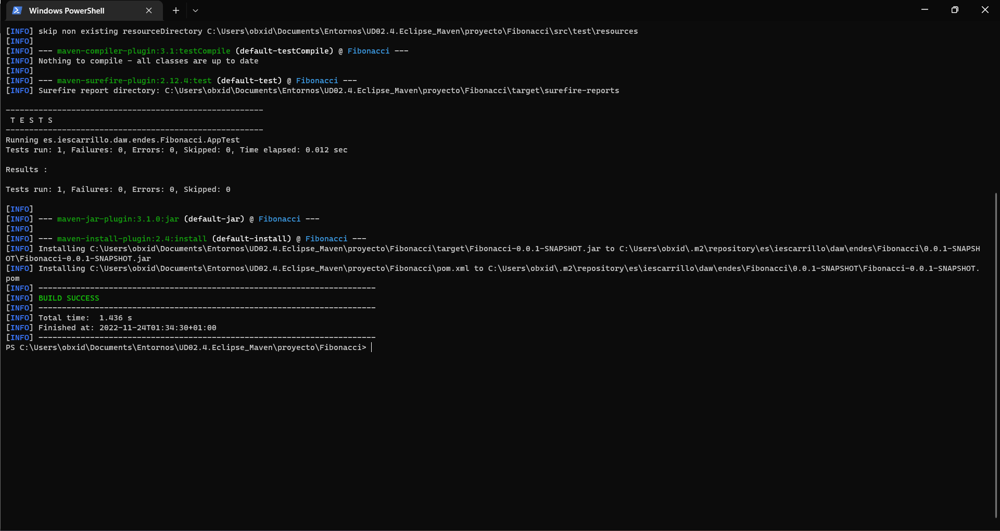 Windows PowerShell
[INFO] skip non existing resourceDirectory C:\Users\obxid\Documents\Entornos\UD02.4.Eclipse_Maven\proyecto\Fibonacci\src\test\resources
[INFO]
[INFO] --- maven-compiler-plugin:3.1:testCompile (default-testCompile) @ Fibonacci ---
[INFO] Nothing to compile - all classes are up to date
[INFO]
[INFO] --- maven-surefire-plugin:2.12.4:test (default-test) @ Fibonacci ---
[INFO] Surefire report directory: C:\Users\obxid\Documents\Entornos\UD02.4.Eclipse_Maven\proyecto\Fibonacci\target\surefire-reports
-------------------------------------------------------
T E S T S
-------------------------------------------------------
Running es.iescarrillo.daw.endes.Fibonacci.AppTest
Tests run: 1, Failures: 0, Errors: 0, Skipped: 0, Time elapsed: 0.012 sec
Results :
Tests run: 1, Failures: 0, Errors: 0, Skipped: 0
[INFO]
[INFO] --- maven-jar-plugin:3.1.0:jar (default-jar) @ Fibonacci ---
[INFO]
[INFO] --- maven-install-plugin:2.4:install (default-install) @ Fibonacci ---
[INFO] Installing C:\Users\obxid\Documents\Entornos\UD02.4.Eclipse_Maven\proyecto\Fibonacci\target\Fibonacci-0.0.1-SNAPSHOT.jar to C:\Users\obxid\.m2\repository\es\iescarrillo\daw\endes\Fibonacci\0.0.1-SNAPSH
OT\Fibonacci-0.0.1-SNAPSHOT.jar
[INFO] Installing C:\Users\obxid\Documents\Entornos\UD02.4.Eclipse_Maven\proyecto\Fibonacci\pom.xml to C:\Users\obxid\.m2\repository\es\iescarrillo\daw\endes\Fibonacci\0.0.1-SNAPSHOT\Fibonacci-0.0.1-SNAPSHOT.
pom
[INFO] ------------------------------------------------------------------------
[INFO] BUILD SUCCESS
[INFO] ------------------------------------------------------------------------
[INFO] Total time:  1.436 s
[INFO] Finished at: 2022-11-24T01:34:30+01:00
[INFO] ------------------------------------------------------------------------
PS C:\Users\obxid\Documents\Entornos\UD02.4.Eclipse_Maven\proyecto\Fibonacci>